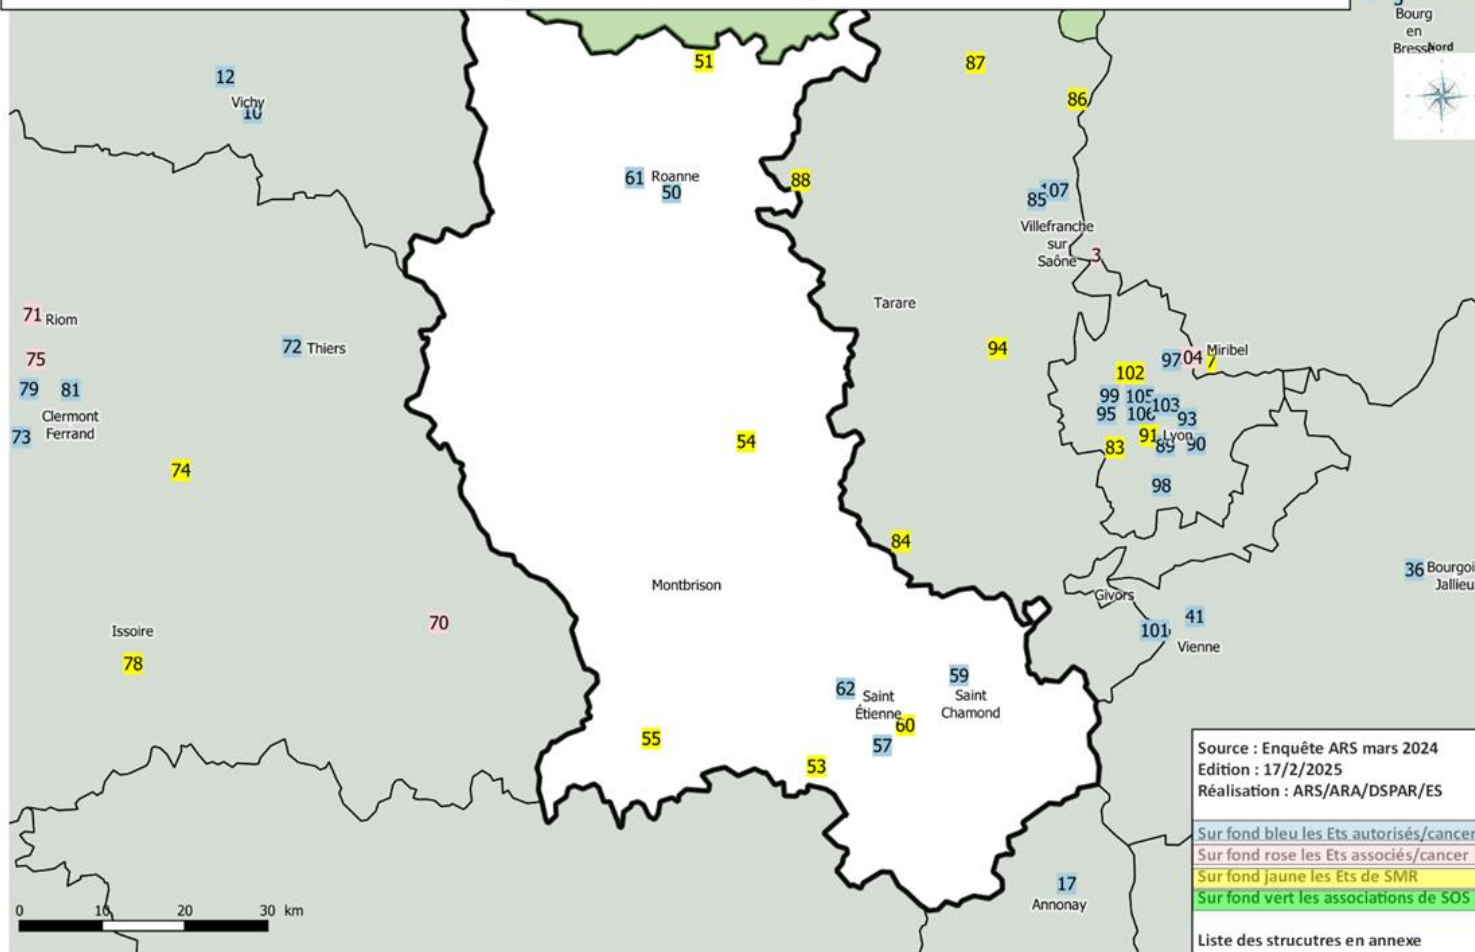 Bourg
en
Bresse
Nord
51
87
12
Vichy
10
86
61
Roanne
50
88
107
85
Villefranche
sur
Saône
3
Tarare
71
Riom
72
Thiers
94
75
97
04
Miribel
7
102
79
81
99
105
103
95
106
93
Clermont
Ferrand
73
54
91
Lyon
83
89
90
74
98
84
36
Jallieu
Montbrison
Givors
70
41
101
Vienne
Issoire
78
59
62
Saint
Étienne
Saint
Chamond
60
55
57
53
Source : Enquête ARS mars 2024
Edition : 17/2/2025
Réalisation : ARS/ARA/DSPAR/ES
Sur fond bleu les Ets autorisés/cancer
Sur fond rose les Ets associés/cancer
Sur fond jaune les Ets de SMR
Sur fond vert les associations de SOS
Liste des strucutres en annexe
17
Annonay
0 10 20 30 km